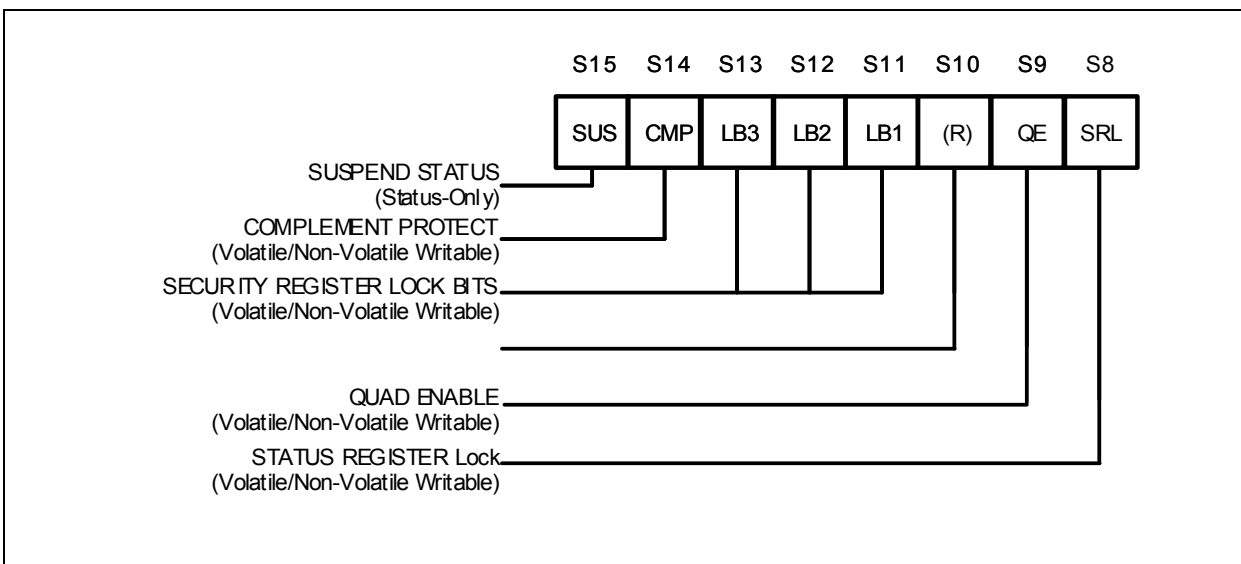 S15 S14 S13 S12 S11 S10 S9 S8
SUS CMP LB3 LB2 LB1 (R) QE SRL
SUSPEND STATUS
(Status-Only)
COMPLEMENT PROTECT
(Volatile/Non-Volatile Writable)
SECURITY REGISTER LOCK BITS
(Volatile/Non-Volatile Writable)
QUAD ENABLE
(Volatile/Non-Volatile Writable)
STATUS REGISTER Lock
(Volatile/Non-Volatile Writable)